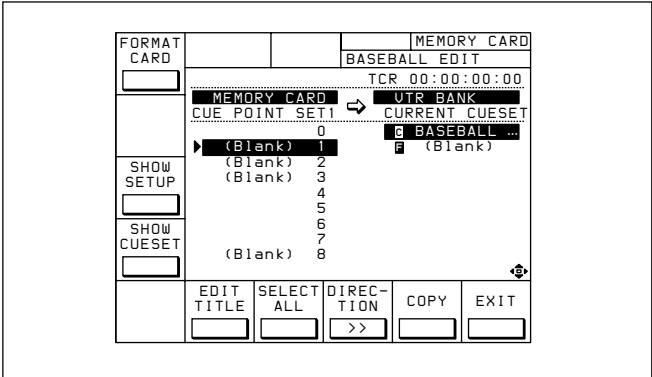 FORMAT CARD
MEMORY CARD
BASEBALL EDIT
TCR 00:00:00:00
MEMORY CARD
VTR BANK
CUE POINT SET1
CURRENT CUESET
0
C BASEBALL …
(Blank) 1
F (Blank)
(Blank) 2
(Blank) 3
4
5
6
7
(Blank) 8
SHOW SETUP
SHOW CUESET
EDIT TITLE
SELECT ALL
DIREC-TION
>>
COPY
EXIT